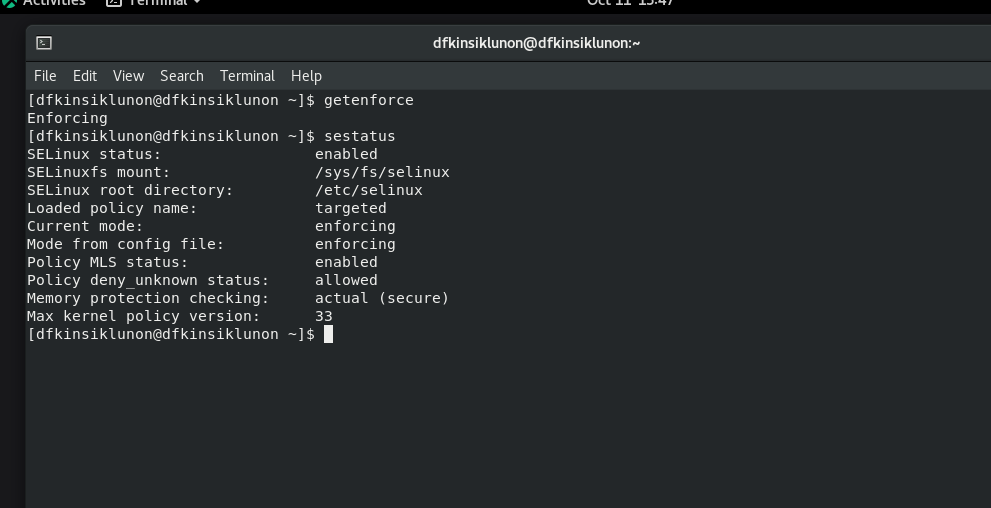 Activities Terminal Oct 11 15:47
dfkinsiklunon@dfkinsiklunon:~
File Edit View Search Terminal Help
[dfkinsiklunon@dfkinsiklunon ~]$ getenforce
Enforcing
[dfkinsiklunon@dfkinsiklunon ~]$ sestatus
SELinux status:                 enabled
SELinuxfs mount:                /sys/fs/selinux
SELinux root directory:         /etc/selinux
Loaded policy name:             targeted
Current mode:                   enforcing
Mode from config file:          enforcing
Policy MLS status:              enabled
Policy deny_unknown status:     allowed
Memory protection checking:     actual (secure)
Max kernel policy version:      33
[dfkinsiklunon@dfkinsiklunon ~]$